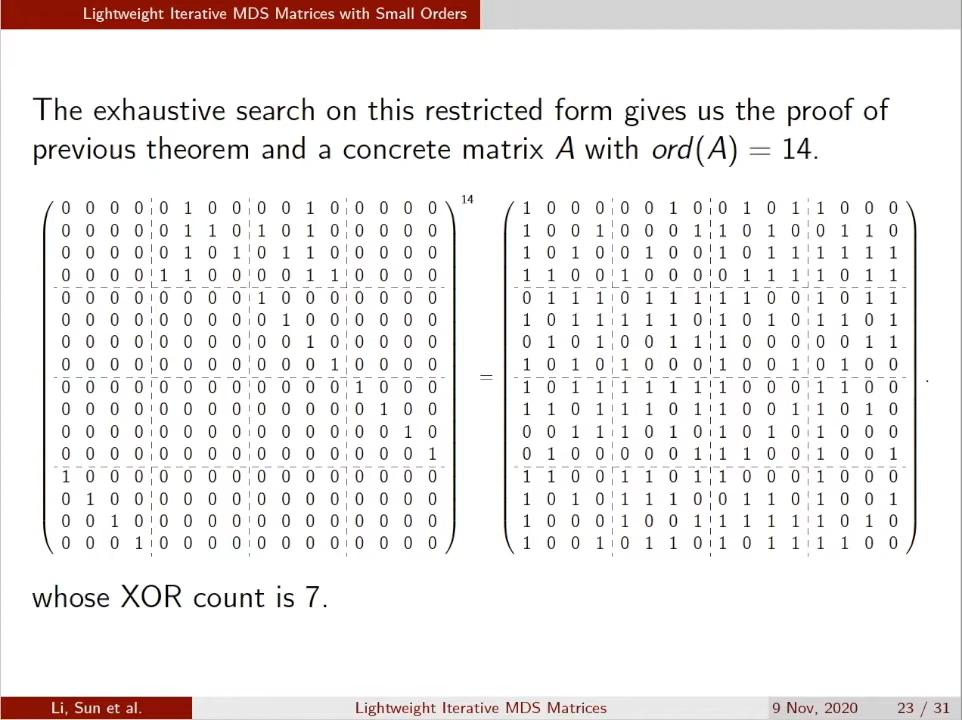 Lightweight Iterative MDS Matrices with Small Orders
The exhaustive search on this restricted form gives us the proof of
previous theorem and a concrete matrix A with ord(A) = 14.
14
0 0 0 0 0 1 0 0 0 0 1 0 0 0 0 0 1 0 0 0 0 0 1 0 0 1 0 1 1 0 0 0
0 0 0 0 0 1 1 0 1 0 1 0 0 0 0 0 1 0 0 1 0 0 0 1 1 0 1 0 0 1 1 0
0 0 0 0 0 1 0 1 0 1 1 0 0 0 0 0 1 0 1 0 0 1 0 0 1 0 1 1 1 1 1 1
0 0 0 0 1 1 0 0 0 0 1 1 0 0 0 0 1 1 0 0 1 0 0 0 0 1 1 1 1 0 1 1
0 0 0 0 0 0 0 0 1 0 0 0 0 0 0 0 0 1 1 1 0 1 1 1 1 1 0 0 1 0 1 1
0 0 0 0 0 0 0 0 0 1 0 0 0 0 0 0 1 0 1 1 1 1 1 0 1 0 1 0 1 1 0 1
0 0 0 0 0 0 0 0 0 0 1 0 0 0 0 0 0 1 0 1 0 0 1 1 1 0 0 0 0 0 1 1
0 0 0 0 0 0 0 0 0 0 0 1 0 0 0 0 1 0 1 0 1 0 0 0 1 0 0 1 0 1 0 0
=
0 0 0 0 0 0 0 0 0 0 0 0 1 0 0 0 1 0 1 1 1 1 1 1 1 0 0 0 1 1 0 0
0 0 0 0 0 0 0 0 0 0 0 0 0 1 0 0 1 1 0 1 1 1 0 1 1 0 0 1 1 0 1 0
0 0 0 0 0 0 0 0 0 0 0 0 0 0 1 0 0 0 1 1 1 0 1 0 1 0 1 0 1 0 0 0
0 0 0 0 0 0 0 0 0 0 0 0 0 0 0 1 0 1 0 0 0 0 0 1 1 1 0 0 1 0 0 1
1 0 0 0 0 0 0 0 0 0 0 0 0 0 0 0 1 1 0 0 1 1 0 1 1 0 0 0 1 0 0 0
0 1 0 0 0 0 0 0 0 0 0 0 0 0 0 0 1 0 1 0 1 1 1 0 0 1 1 0 1 0 0 1
0 0 1 0 0 0 0 0 0 0 0 0 0 0 0 0 1 0 0 0 1 0 0 1 1 1 1 1 1 0 1 0
0 0 0 1 0 0 0 0 0 0 0 0 0 0 0 0 1 0 0 1 0 1 1 0 1 0 1 1 1 1 0 0
.
whose XOR count is 7.
Li, Sun et al.
Lightweight Iterative MDS Matrices
9 Nov, 2020
23 / 31